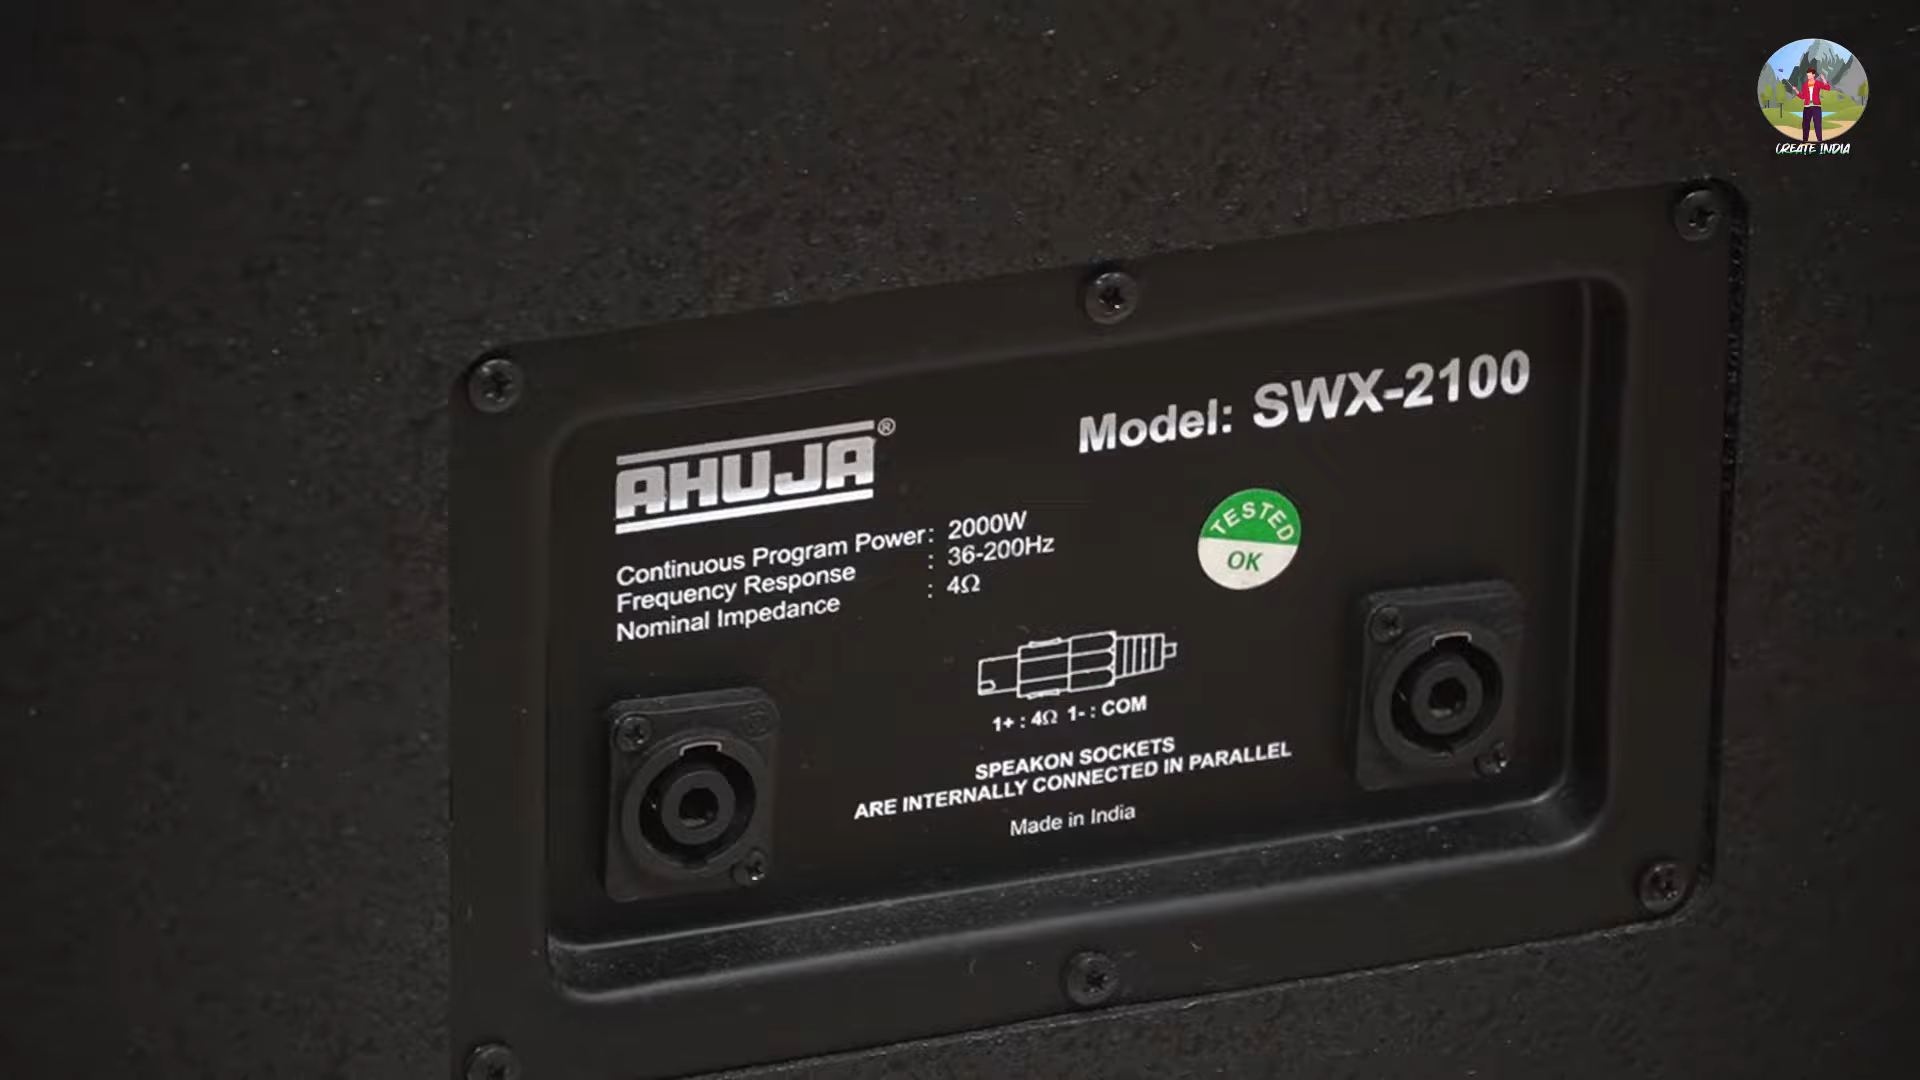 CREATE INDIA
AHUJA®
Model: SWX-2100
Continuous Program Power : 2000W
Frequency Response : 36-200Hz
Nominal Impedance : 4Ω
TESTED
OK
1+ : 4Ω 1- : COM
SPEAKON SOCKETS
ARE INTERNALLY CONNECTED IN PARALLEL
Made in India